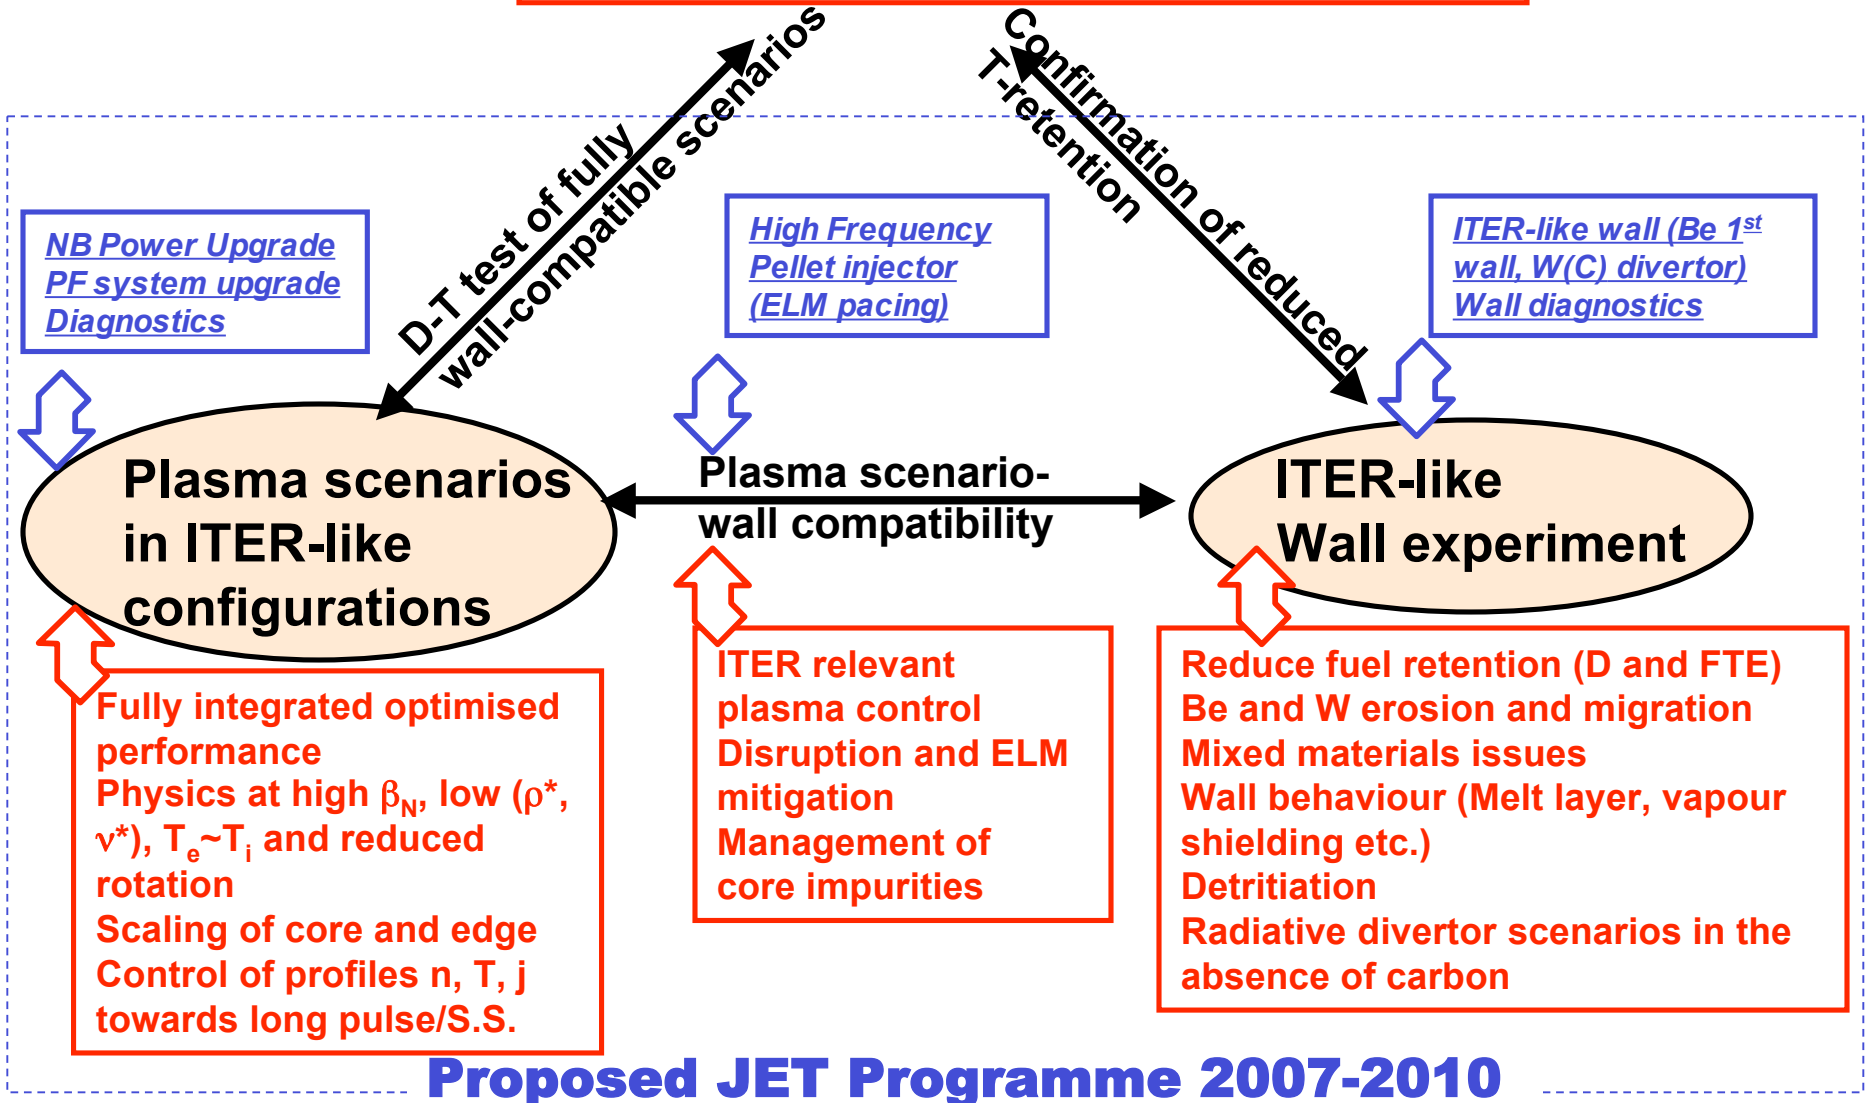 D-T test of fully
wall-compatible scenarios
Confirmation of reduced
T-retention
NB Power Upgrade
PF system upgrade
Diagnostics
High Frequency
Pellet injector
(ELM pacing)
ITER-like wall (Be 1st
wall, W(C) divertor)
Wall diagnostics
Plasma scenarios
in ITER-like
configurations
Plasma scenario-
wall compatibility
ITER-like
Wall experiment
Fully integrated optimised
performance
Physics at high βN, low (ρ*,
ν*), Te~Ti and reduced
rotation
Scaling of core and edge
Control of profiles n, T, j
towards long pulse/S.S.
ITER relevant
plasma control
Disruption and ELM
mitigation
Management of
core impurities
Reduce fuel retention (D and FTE)
Be and W erosion and migration
Mixed materials issues
Wall behaviour (Melt layer, vapour
shielding etc.)
Detritiation
Radiative divertor scenarios in the
absence of carbon
Proposed JET Programme 2007-2010